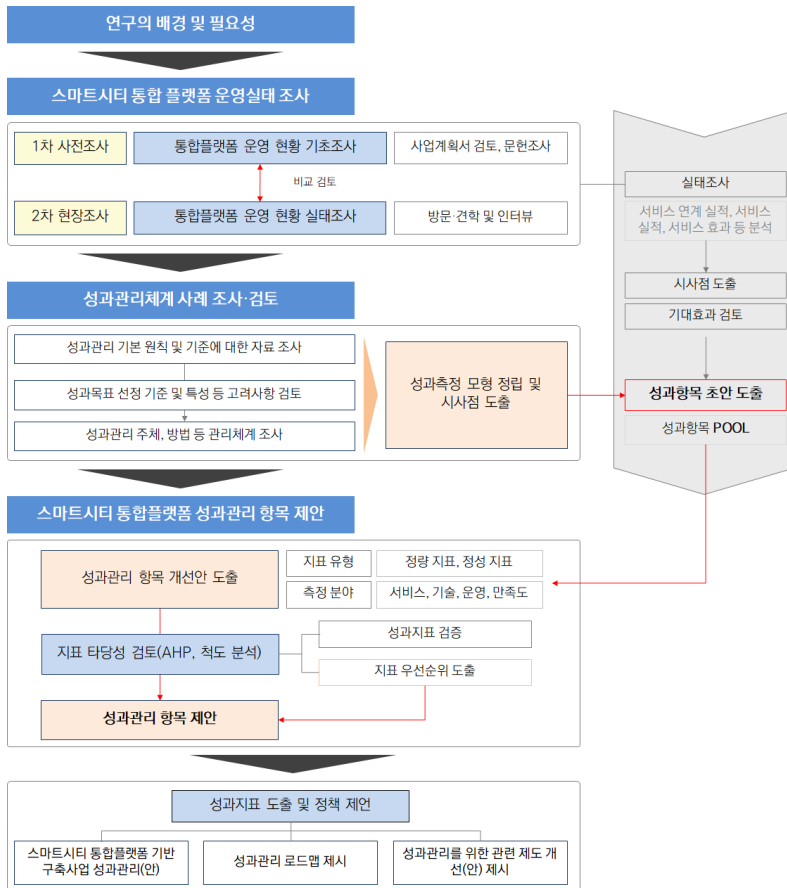 연구의 배경 및 필요성
스마트시티 통합 플랫폼 운영실태 조사
1차 사전조사
통합플랫폼 운영 현황 기초조사
사업계획서 검토, 문헌조사
비교 검토
2차 현장조사
통합플랫폼 운영 현황 실태조사
방문·견학 및 인터뷰
실태조사
서비스 연계 실적, 서비스
실적, 서비스 효과 등 분석
시사점 도출
기대효과 검토
성과항목 초안 도출
성과항목 POOL
성과관리체계 사례 조사·검토
성과관리 기본 원칙 및 기준에 대한 자료 조사
성과목표 선정 기준 및 특성 등 고려사항 검토
성과관리 주체, 방법 등 관리체계 조사
성과측정 모형 정립 및
시사점 도출
스마트시티 통합플랫폼 성과관리 항목 제안
성과관리 항목 개선안 도출
지표 유형
정량 지표, 정성 지표
측정 분야
서비스, 기술, 운영, 만족도
지표 타당성 검토(AHP, 척도 분석)
성과지표 검증
지표 우선순위 도출
성과관리 항목 제안
성과지표 도출 및 정책 제언
스마트시티 통합플랫폼 기반
구축사업 성과관리(안)
성과관리 로드맵 제시
성과관리를 위한 관련 제도 개
선(안) 제시